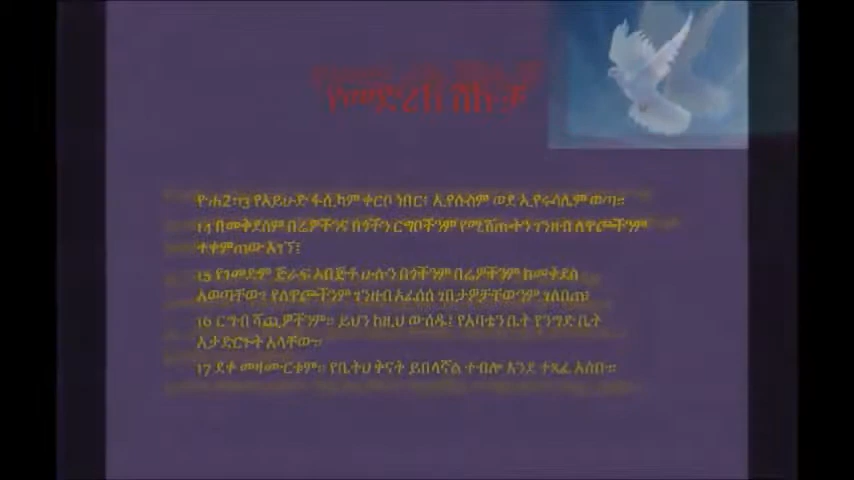 የመድረክ ሽኩቻ
ዮሐ2፡13 የአይሁድ ፋሲካም ቀርቦ ነበር፥ ኢየሱስም ወደ ኢየሩሳሌም ወጣ።
14 በመቅደስም በሬዎችንና በጎችን ርግቦችንም የሚሸጡትን ገንዘብ ለዋጮችንም
ተቀምጠው አገኘ፤
15 የገመድም ጅራፍ አበጅቶ ሁሉን በጎችንም በሬዎችንም ከመቅደስ
አወጣቸው፥ የለዋጮችንም ገንዘብ አፈሰሰ ገበታዎቻቸውንም ገለበጠ፥
16 ርግብ ሻጪዎችንም። ይህን ከዚህ ውሰዱ፤ የአባቴን ቤት የንግድ ቤት
አታድርጉት አላቸው።
17 ደቀ መዛሙርቱም። የቤትህ ቅናት ይበላኛል ተብሎ እንደ ተጻፈ አሰቡ።